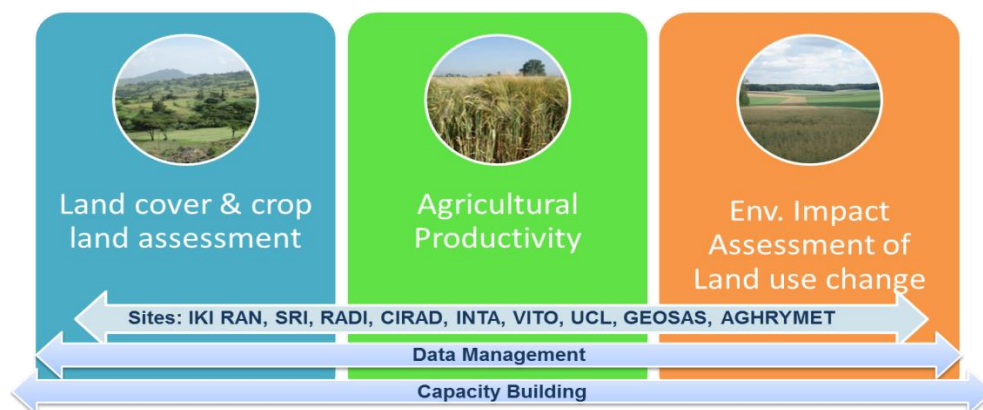 Land cover & crop
land assessment
Agricultural
Productivity
Env. Impact
Assessment of
Land use change
Sites: IKI RAN, SRI, RADI, CIRAD, INTA, VITO, UCL, GEOSAS, AGHRYMET
Data Management
Capacity Building